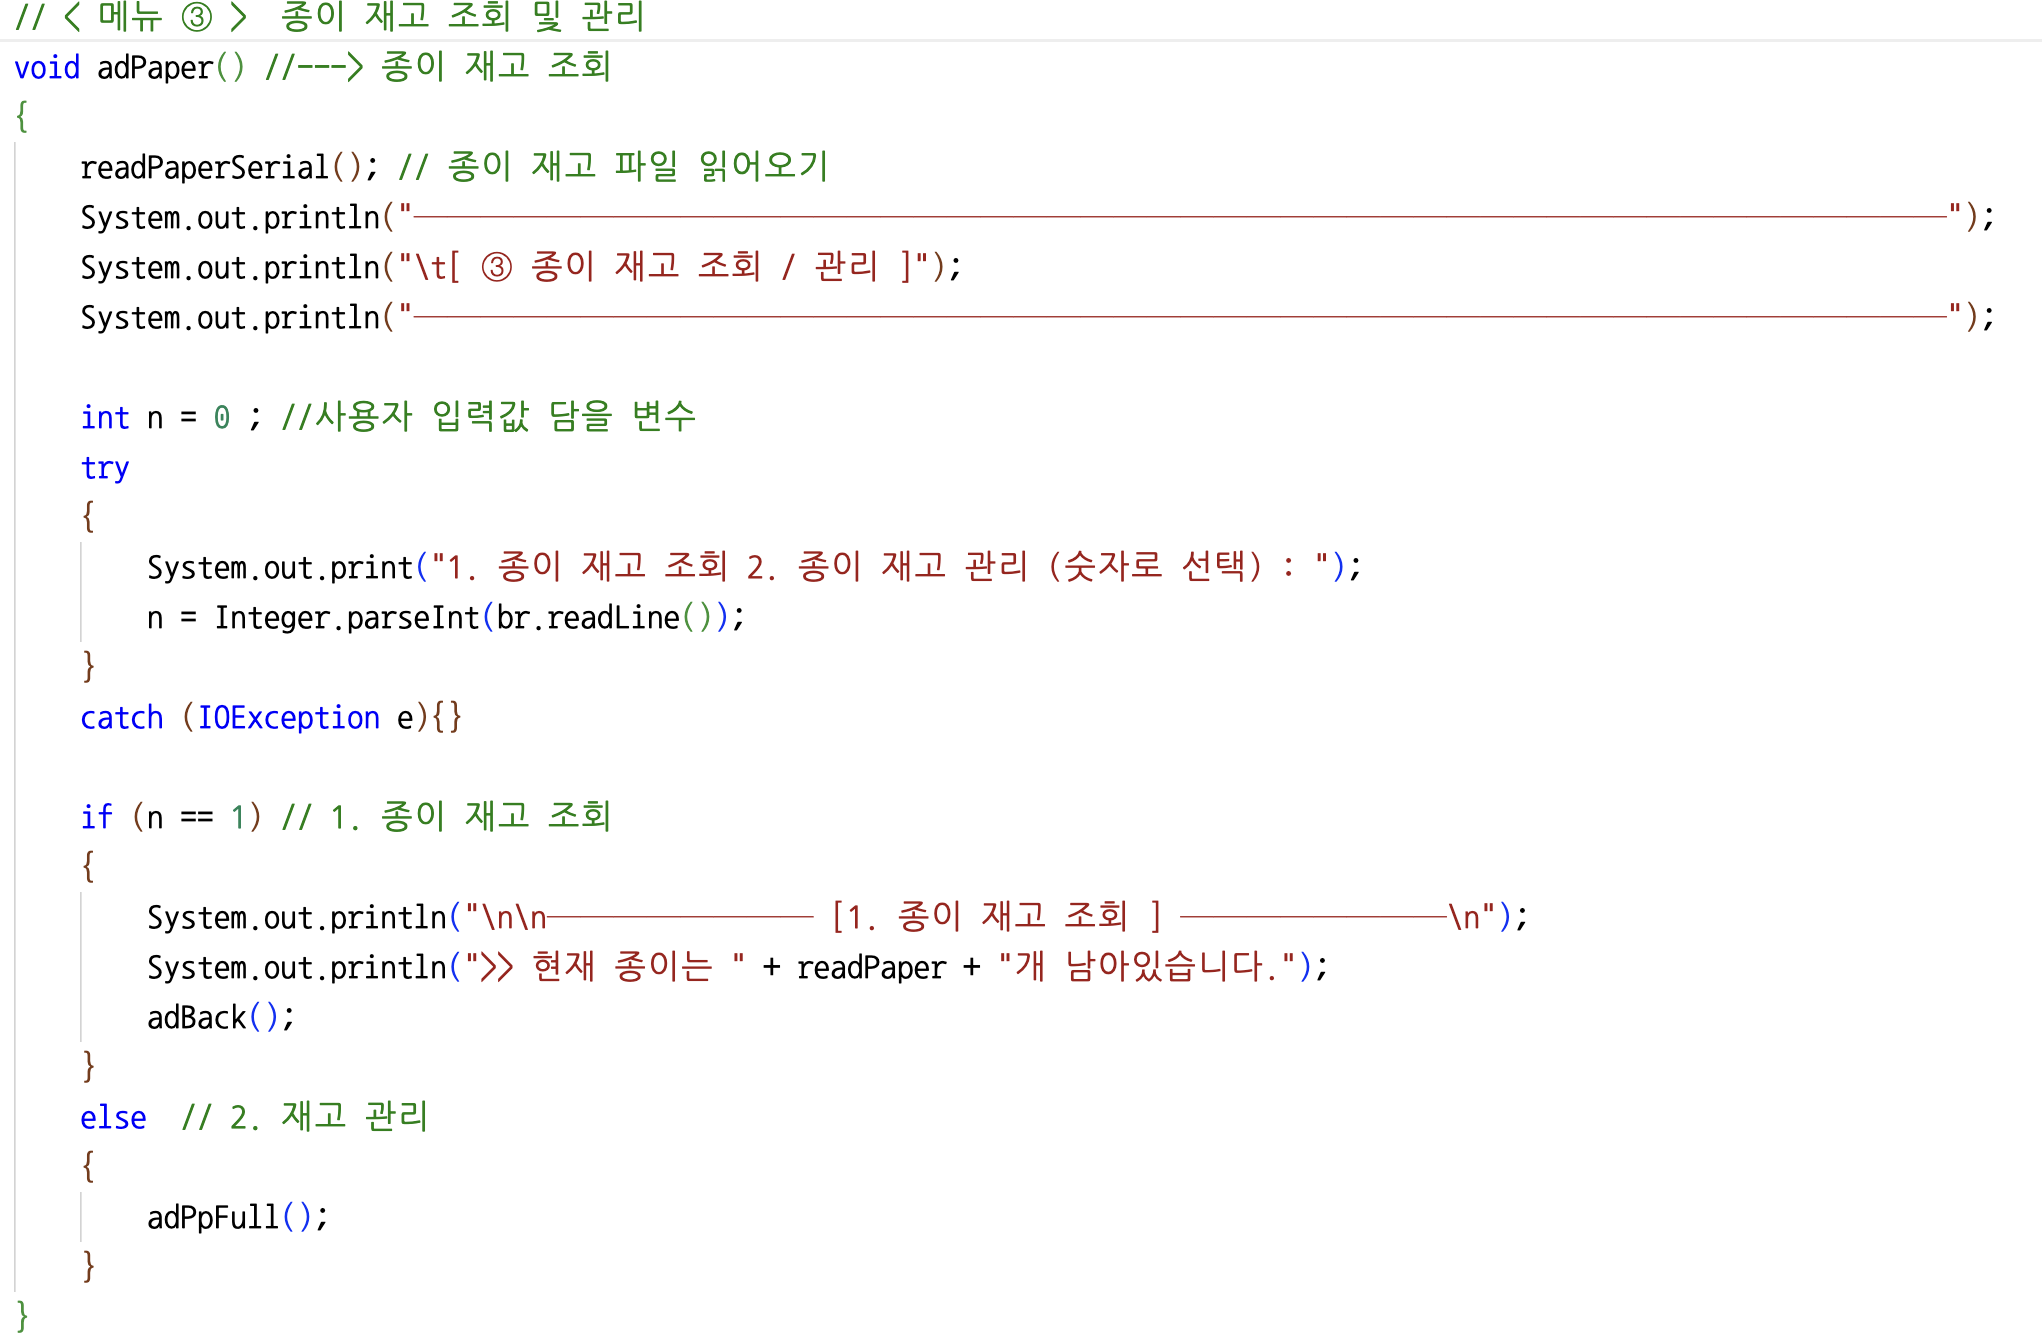 // < 메뉴 ③ >  종이 재고 조회 및 관리
void adPaper() //---> 종이 재고 조회
{
    readPaperSerial(); // 종이 재고 파일 읽어오기
    System.out.println("──────────────────────────────────────────────");
    System.out.println("\t[ ③ 종이 재고 조회 / 관리 ]");
    System.out.println("──────────────────────────────────────────────");

    int n = 0 ; //사용자 입력값 담을 변수
    try
    {
        System.out.print("1. 종이 재고 조회 2. 종이 재고 관리 (숫자로 선택) : ");
        n = Integer.parseInt(br.readLine());
    }
    catch (IOException e){}

    if (n == 1) // 1. 종이 재고 조회
    {
        System.out.println("\n\n──────── [1. 종이 재고 조회 ] ────────\n");
        System.out.println(">> 현재 종이는 " + readPaper + "개 남아있습니다.");
        adBack();
    }
    else  // 2. 재고 관리
    {
        adPpFull();
    }
}